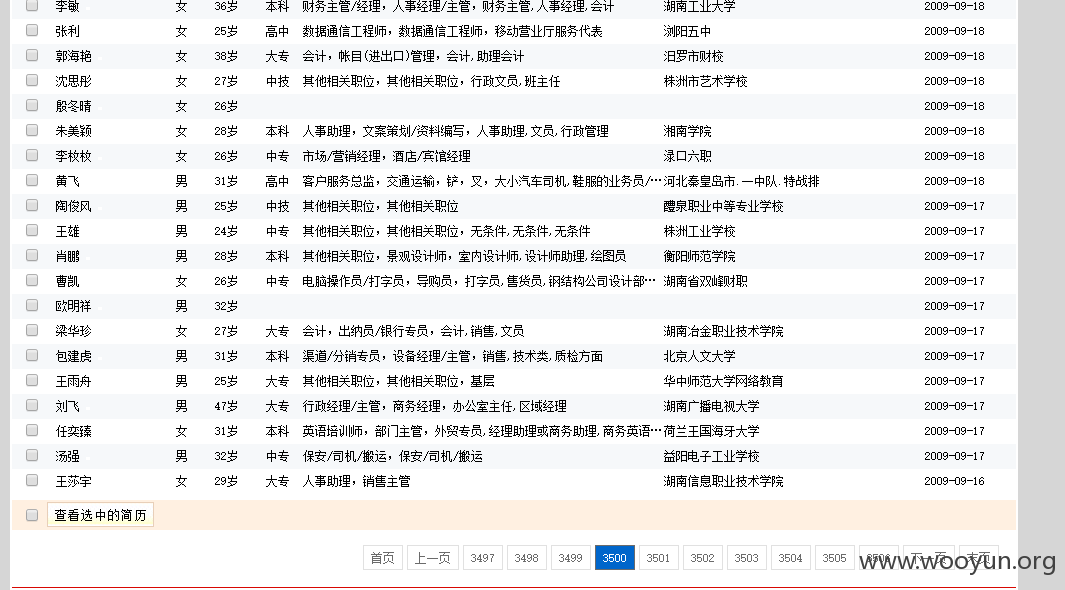 李敏 女 36岁 本科 财务主管/经理，人事经理/主管，财务主管,人事经理,会计 湖南工业大学 2009-09-18
张利 女 25岁 高中 数据通信工程师，数据通信工程师，移动营业厅服务代表 浏阳五中 2009-09-18
郭海艳 女 38岁 大专 会计，帐目(进出口)管理，会计,助理会计 汨罗市财校 2009-09-18
沈思彤 女 27岁 中技 其他相关职位，其他相关职位,行政文员,班主任 株洲市艺术学校 2009-09-18
殷冬晴 女 26岁 2009-09-18
朱美颖 女 28岁 本科 人事助理，文案策划/资料编写，人事助理,文员,行政管理 湘南学院 2009-09-18
李枚枚 女 26岁 中专 市场/营销经理，酒店/宾馆经理 渌口六职 2009-09-18
黄飞 男 31岁 高中 客户服务总监，交通运输，铲，叉，大小汽车司机,鞋服的业务员/… 河北秦皇岛市.一中队.特战排 2009-09-18
陶俊风 男 25岁 中技 其他相关职位，其他相关职位 醴泉职业中等专业学校 2009-09-17
王雄 男 24岁 中专 其他相关职位，其他相关职位，无条件,无条件,无条件 株洲工业学校 2009-09-17
肖鹏 男 28岁 本科 其他相关职位，景观设计师，室内设计师,设计师助理,绘图员 衡阳师范学院 2009-09-17
曹凯 女 26岁 中专 电脑操作员/打字员，导购员，打字员,售货员,钢结构公司设计部… 湖南省双峰财职 2009-09-17
欧明祥 男 32岁 2009-09-17
梁华珍 女 27岁 大专 会计，出纳员/银行专员，会计,销售,文员 湖南冶金职业技术学院 2009-09-17
包建虎 男 31岁 本科 渠道/分销专员，设备经理/主管，销售,技术类,质检方面 北京人文大学 2009-09-17
王雨舟 男 25岁 大专 其他相关职位，其他相关职位，基层 华中师范大学网络教育 2009-09-17
刘飞 男 47岁 大专 行政经理/主管，商务经理，办公室主任,区域经理 湖南广播电视大学 2009-09-17
任奕臻 女 31岁 本科 英语培训师，部门主管，外贸专员,经理助理或商务助理,商务英语… 荷兰王国海牙大学 2009-09-17
汤强 男 32岁 中专 保安/司机/搬运，保安/司机/搬运 益阳电子工业学校 2009-09-17
王莎宇 女 29岁 大专 人事助理，销售主管 湖南信息职业技术学院 2009-09-16
查看选中的简历
首页 上一页 3497 3498 3499 3500 3501 3502 3503 3504 3505 3506 下一页 末页
www.wooyun.org